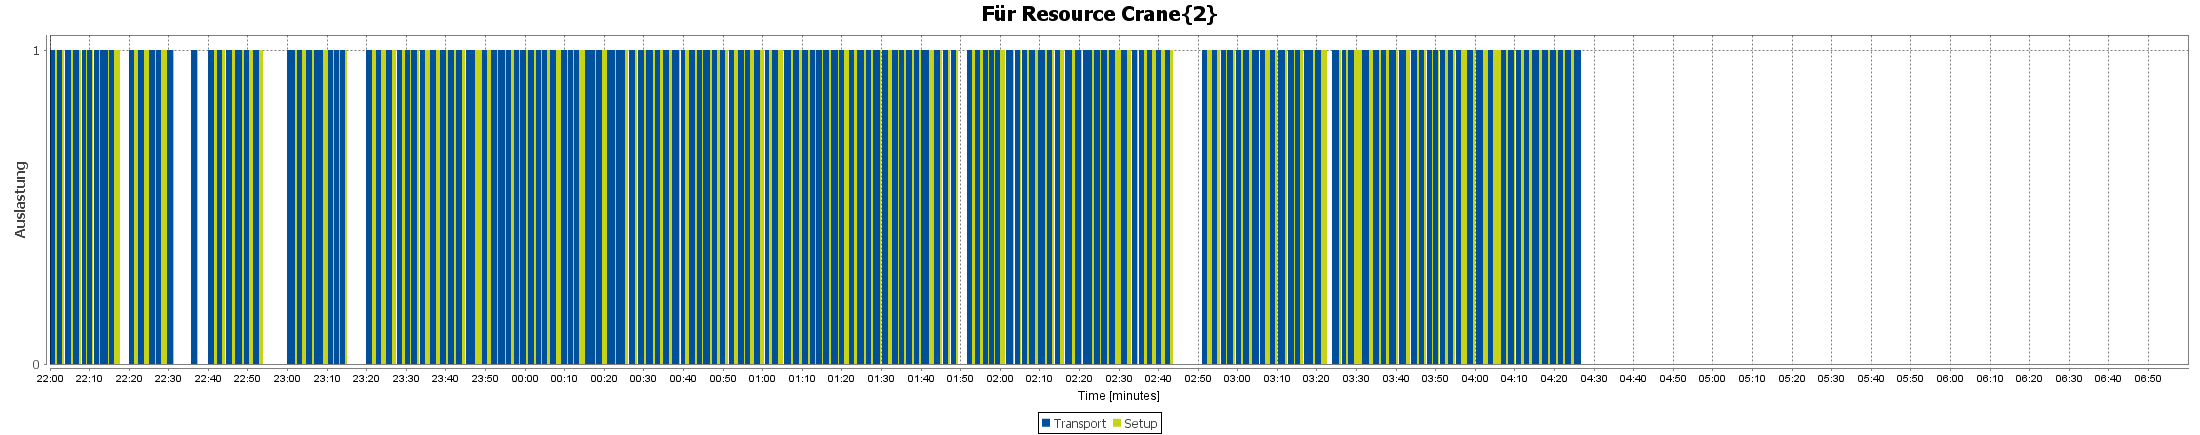 Für Resource Crane{2}
Auslastung
1
0
22:00 22:10 22:20 22:30 22:40 22:50 23:00 23:10 23:20 23:30 23:40 23:50 00:00 00:10 00:20 00:30 00:40 00:50 01:00 01:10 01:20 01:30 01:40 01:50 02:00 02:10 02:20 02:30 02:40 02:50 03:00 03:10 03:20 03:30 03:40 03:50 04:00 04:10 04:20 04:30 04:40 04:50 05:00 05:10 05:20 05:30 05:40 05:50 06:00 06:10 06:20 06:30 06:40 06:50
Time [minutes]
Transport Setup